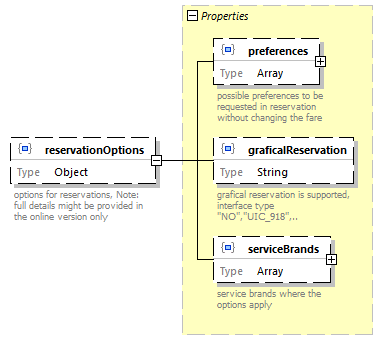 Properties
preferences
Type Array
possible preferences to be
requested in reservation
without changing the fare
reservationOptions
Type Object
options for reservations, Note:
full details might be provided in
the online version only
graficalReservation
Type String
grafical reservation is supported,
interface type
"NO","UIC_918"...
serviceBrands
Type Array
service brands where the
options apply